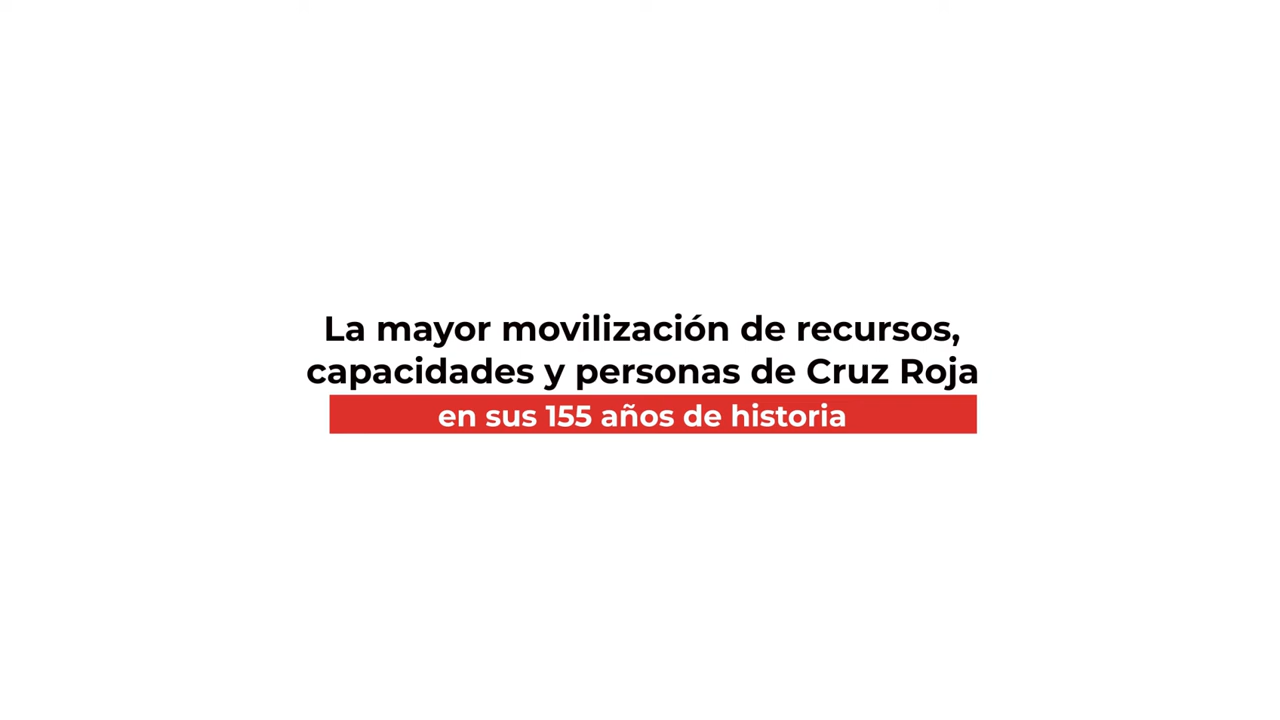 La mayor movilización de recursos,
capacidades y personas de Cruz Roja
en sus 155 años de historia